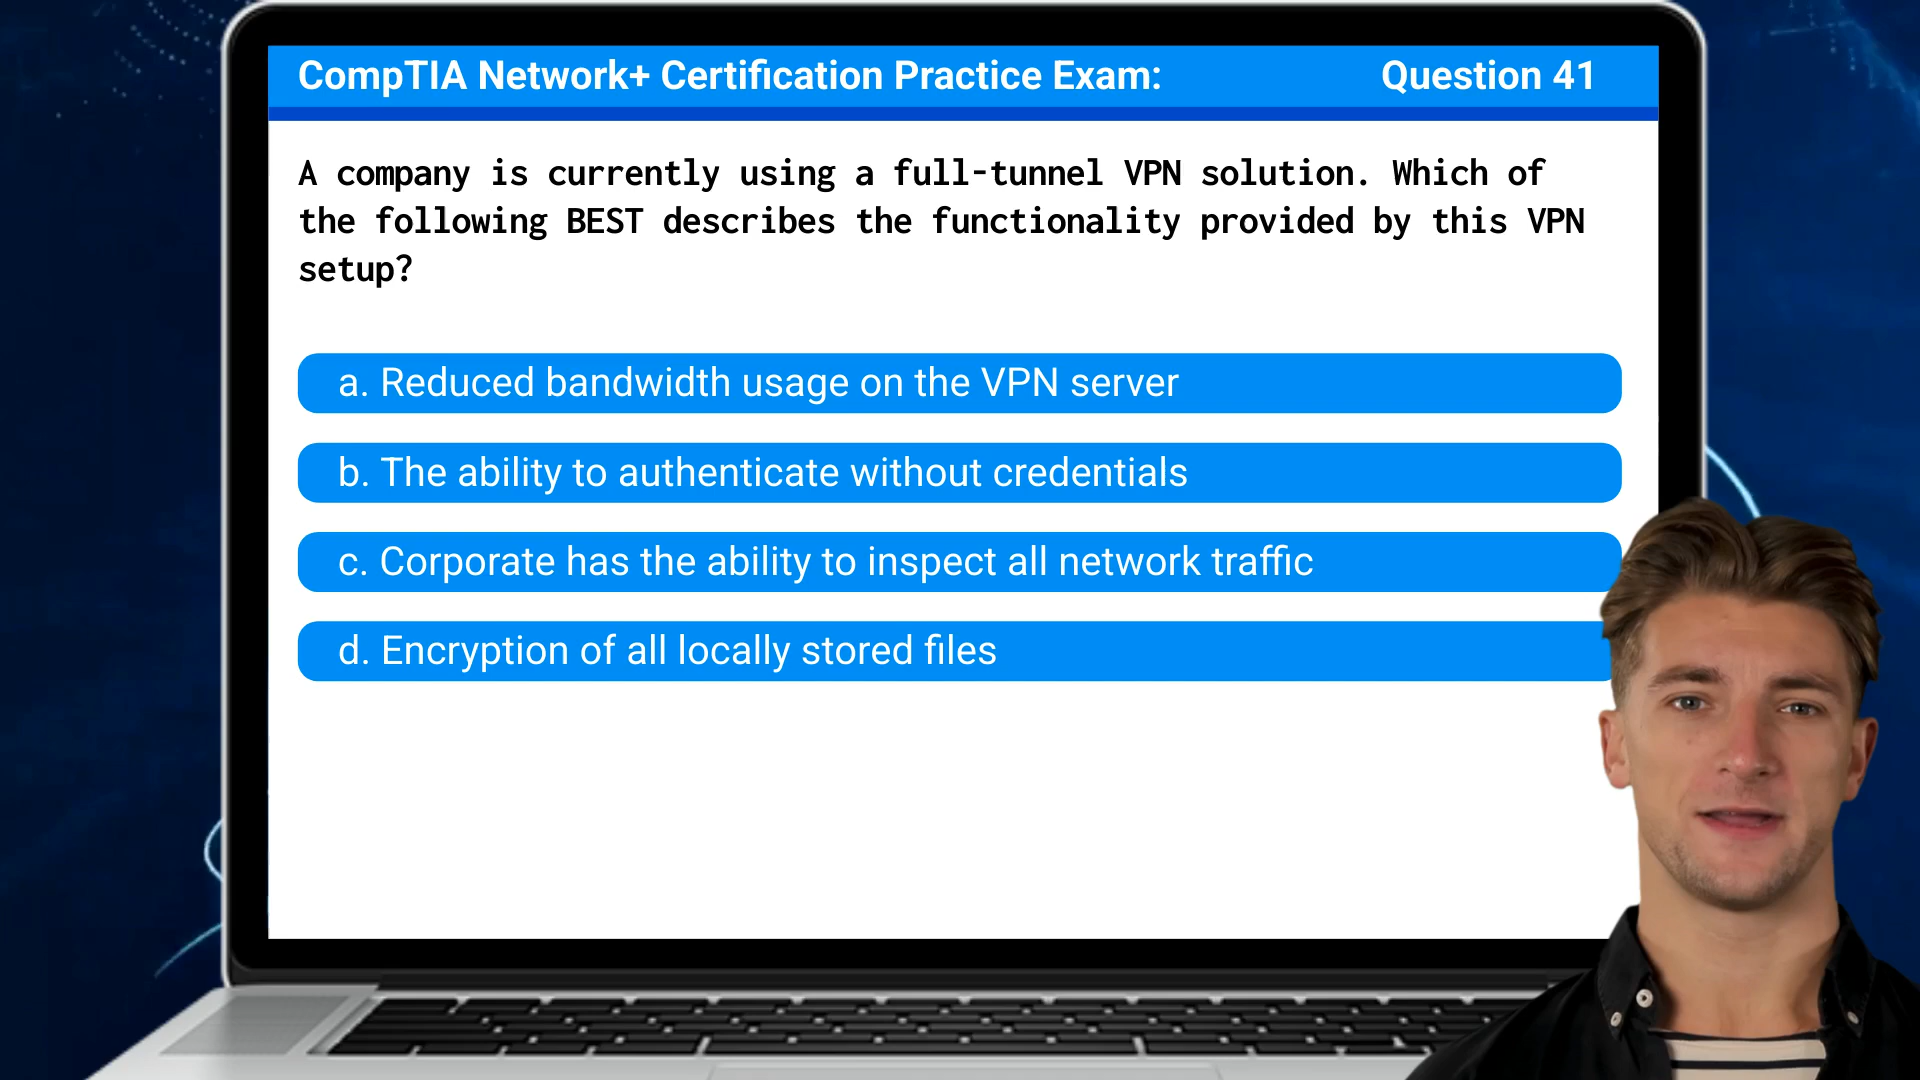 CompTIA Network+ Certification Practice Exam: Question 41
A company is currently using a full-tunnel VPN solution. Which of
the following BEST describes the functionality provided by this VPN
setup?
a. Reduced bandwidth usage on the VPN server
b. The ability to authenticate without credentials
c. Corporate has the ability to inspect all network traffic
d. Encryption of all locally stored files